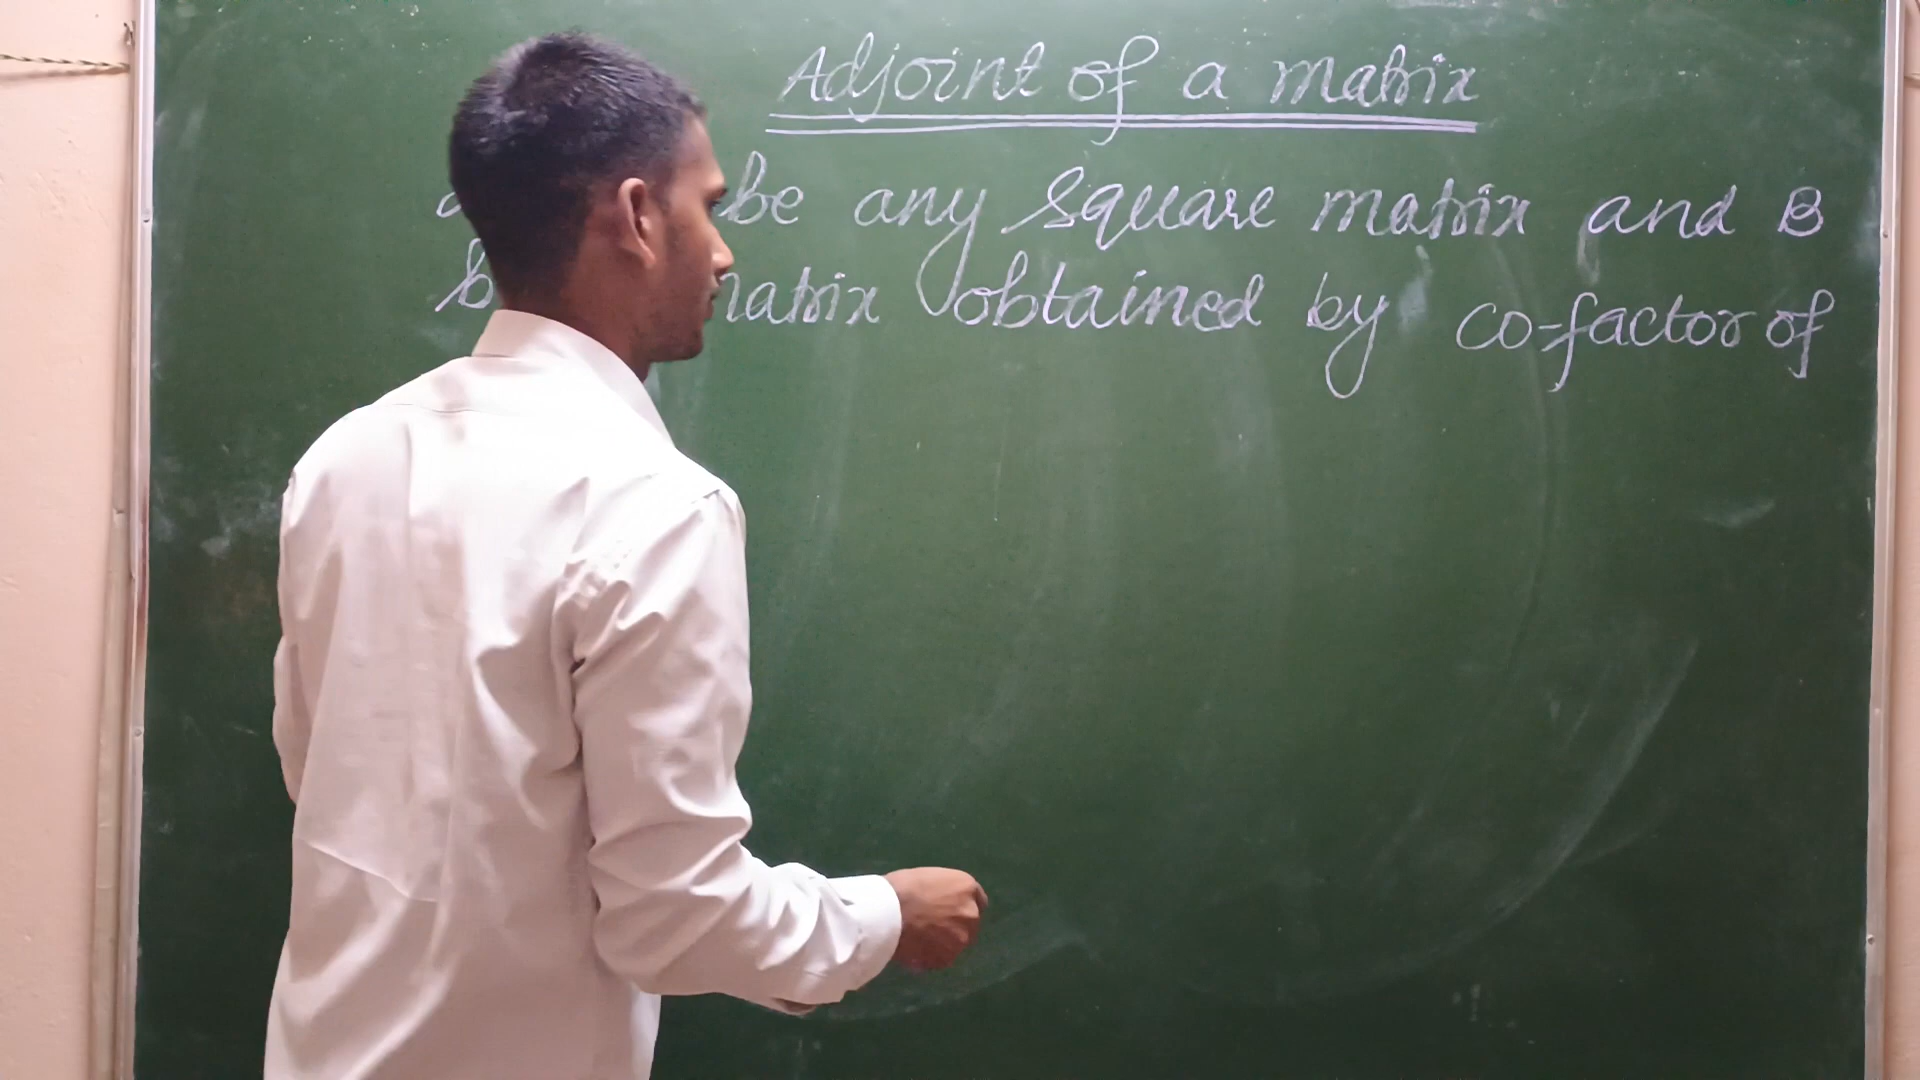 Adjoint of a matrix
be any square matrix and B
matrix obtained by co-factor of